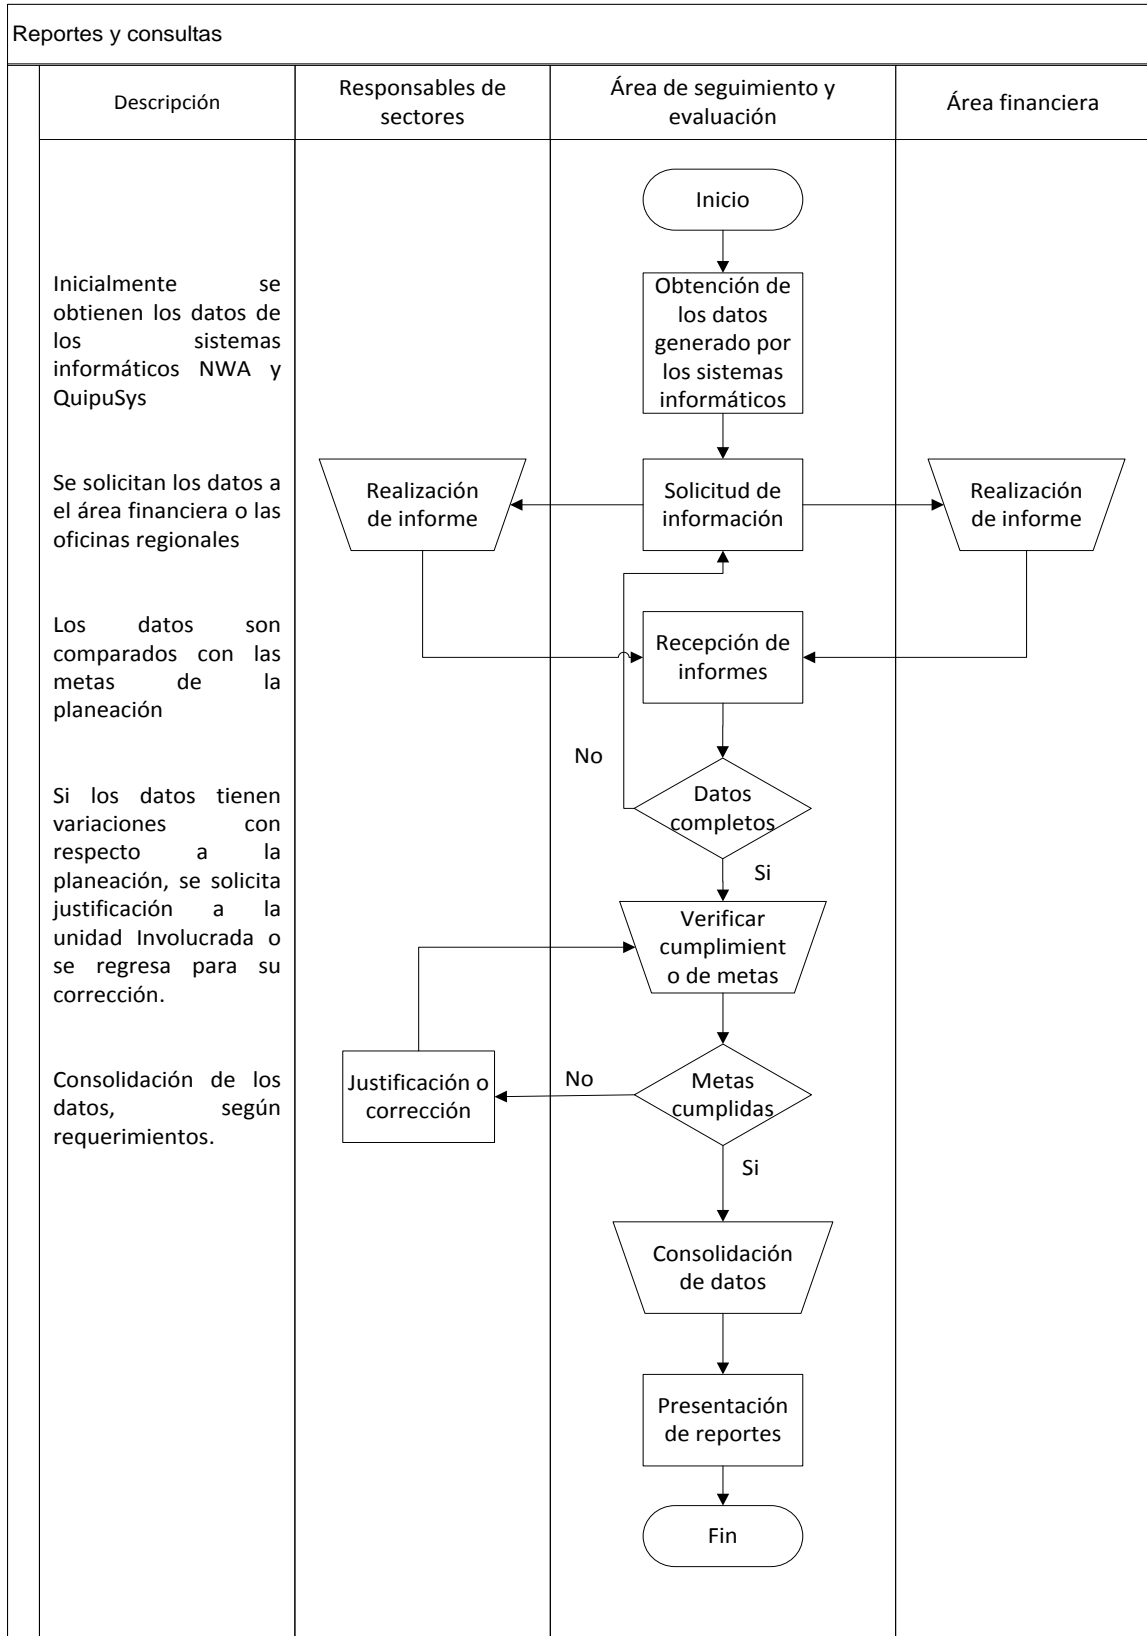 Reportes y consultas
Descripción
Responsables de
sectores
Área de seguimiento y
evaluación
Área financiera
Inicialmente se
obtienen los datos de
los sistemas
informáticos NWA y
QuipuSys
Se solicitan los datos a
el área financiera o las
oficinas regionales
Los datos son
comparados con las
metas de la
planeación
Si los datos tienen
variaciones con
respecto a la
planeación, se solicita
justificación a la
unidad Involucrada o
se regresa para su
corrección.
Consolidación de los
datos, según
requerimientos.
Inicio
Obtención de
los datos
generado por
los sistemas
informáticos
Realización
de informe
Solicitud de
información
Realización
de informe
Recepción de
informes
No
Datos
completos
Si
Verificar
cumplimient
o de metas
Justificación o
corrección
No
Metas
cumplidas
Si
Consolidación
de datos
Presentación
de reportes
Fin